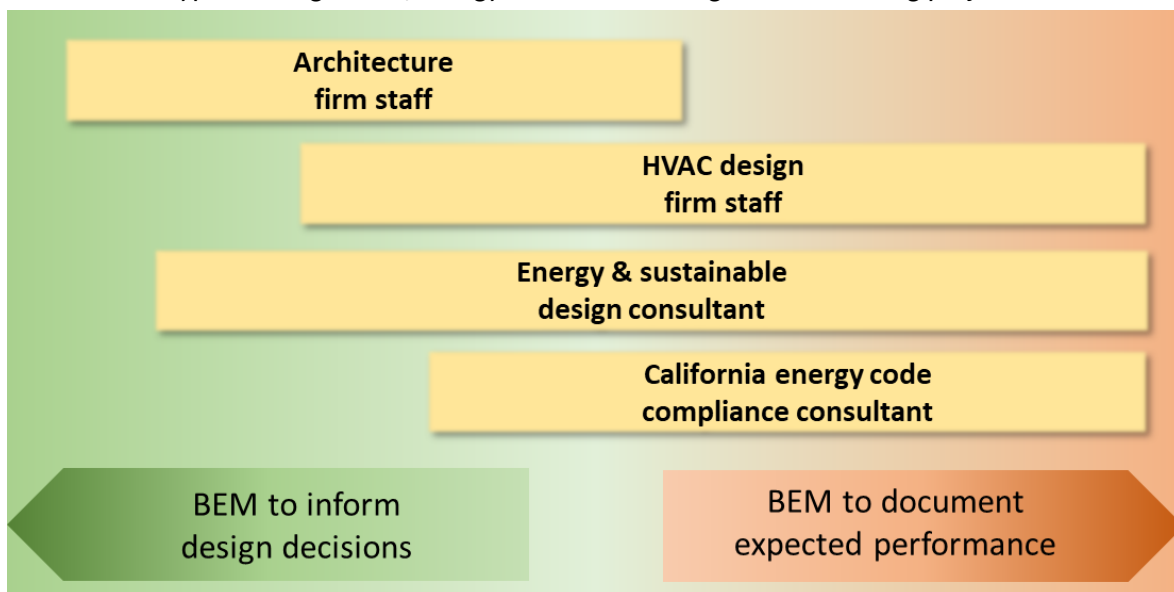 Architecture
firm staff
HVAC design
firm staff
Energy & sustainable
design consultant
California energy code
compliance consultant
BEM to inform
design decisions
BEM to document
expected performance